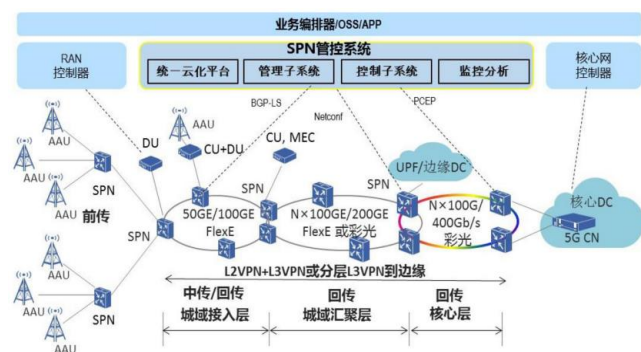 业务编排器/OSS/APP
RAN
控制器
SPN管控系统
统一云化平台
管理子系统
控制子系统
监控分析
核心网
控制器
BGP-LS
Netconf
PCEP
AAU
AAU
AAU
SPN
前传
DU
AAU
CU+DU
CU, MEC
SPN
SPN
SPN
UPF/边缘DC
核心DC
5G CN
50GE/100GE
FlexE
N×100GE/200GE
FlexE 或彩光
N×100G/
400Gb/s
彩光
AAU
AAU
AAU
SPN
L2VPN+L3VPN或分层L3VPN到边缘
中传/回传
城域接入层
回传
城域汇聚层
回传
核心层